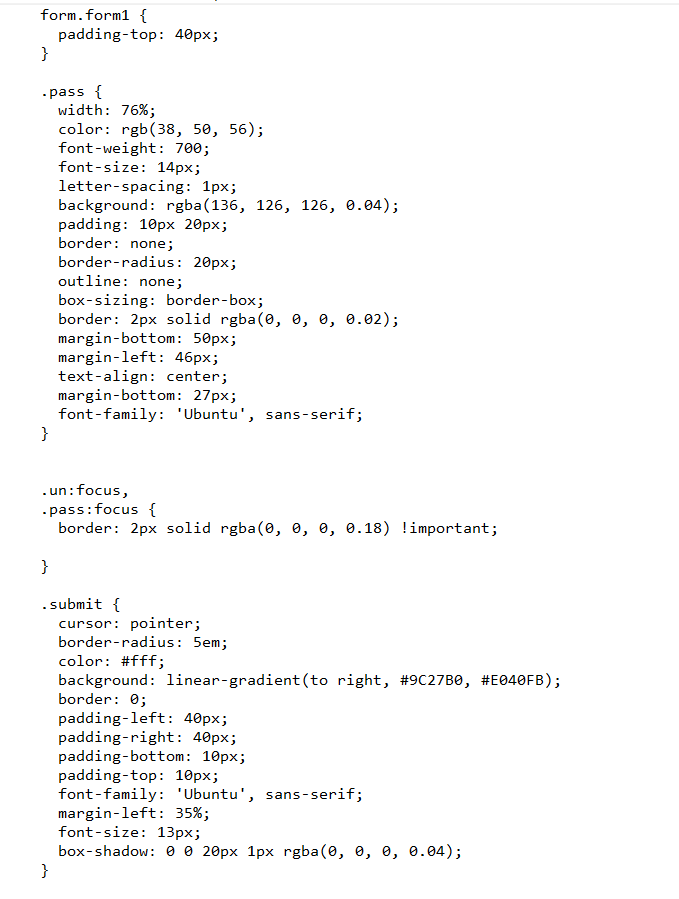 form.form1 {
  padding-top: 40px;
}

.pass {
  width: 76%;
  color: rgb(38, 50, 56);
  font-weight: 700;
  font-size: 14px;
  letter-spacing: 1px;
  background: rgba(136, 126, 126, 0.04);
  padding: 10px 20px;
  border: none;
  border-radius: 20px;
  outline: none;
  box-sizing: border-box;
  border: 2px solid rgba(0, 0, 0, 0.02);
  margin-bottom: 50px;
  margin-left: 46px;
  text-align: center;
  margin-bottom: 27px;
  font-family: 'Ubuntu', sans-serif;
}


.un:focus,
.pass:focus {
  border: 2px solid rgba(0, 0, 0, 0.18) !important;

}

.submit {
  cursor: pointer;
  border-radius: 5em;
  color: #fff;
  background: linear-gradient(to right, #9C27B0, #E040FB);
  border: 0;
  padding-left: 40px;
  padding-right: 40px;
  padding-bottom: 10px;
  padding-top: 10px;
  font-family: 'Ubuntu', sans-serif;
  margin-left: 35%;
  font-size: 13px;
  box-shadow: 0 0 20px 1px rgba(0, 0, 0, 0.04);
}